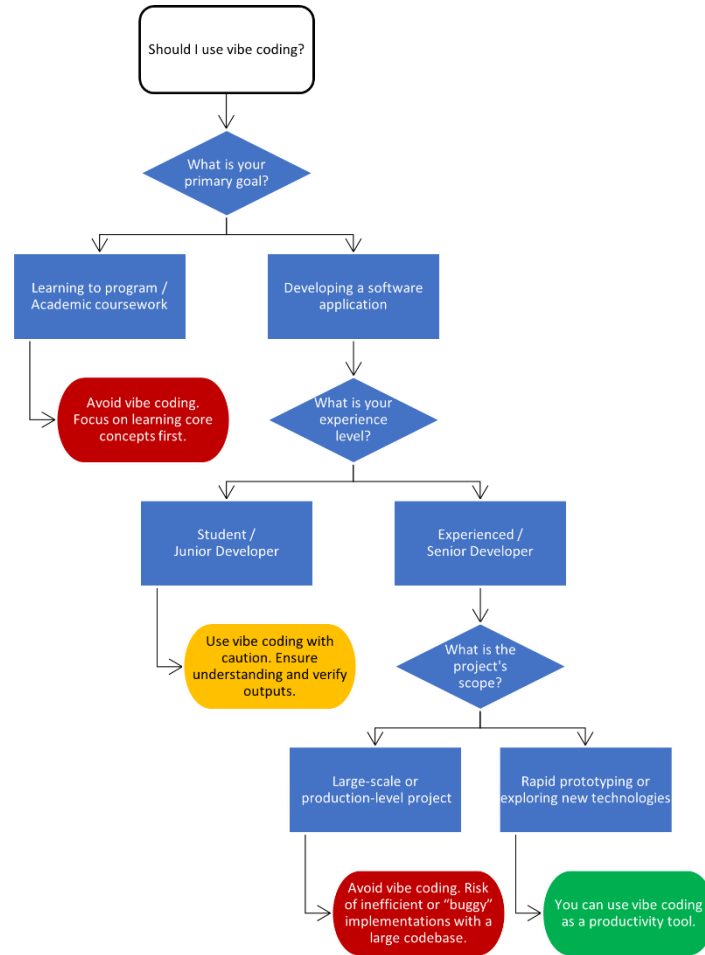 Should I use vibe coding?
What is your
primary goal?
Learning to program /
Academic coursework
Developing a software
application
Avoid vibe coding.
Focus on learning core
concepts first.
What is your
experience
level?
Student /
Junior Developer
Experienced /
Senior Developer
Use vibe coding with
caution. Ensure
understanding and verify
outputs.
What is the
project's
scope?
Large-scale or
production-level project
Rapid prototyping or
exploring new technologies
Avoid vibe coding. Risk
of inefficient or “buggy”
implementations with a
large codebase.
You can use vibe coding
as a productivity tool.